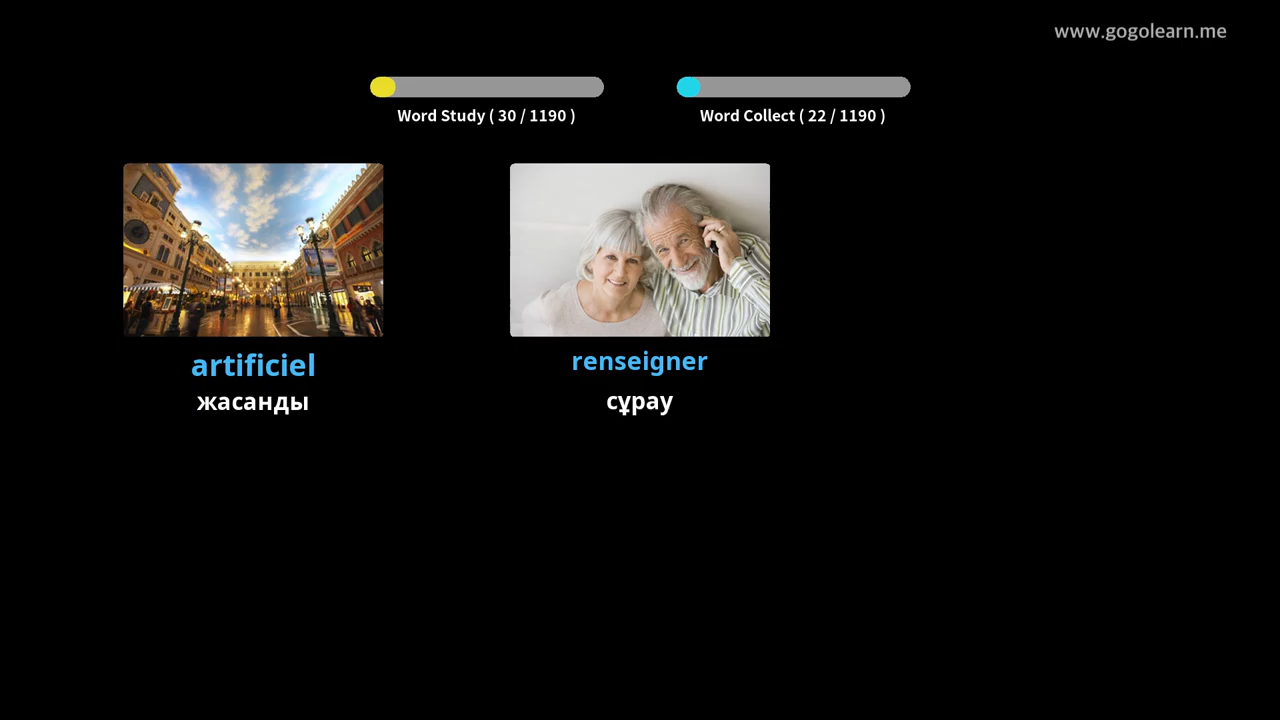 www.gogolearn.me
Word Study ( 30 / 1190 )
Word Collect ( 22 / 1190 )
artificiel
жасанды
renseigner
сұрау